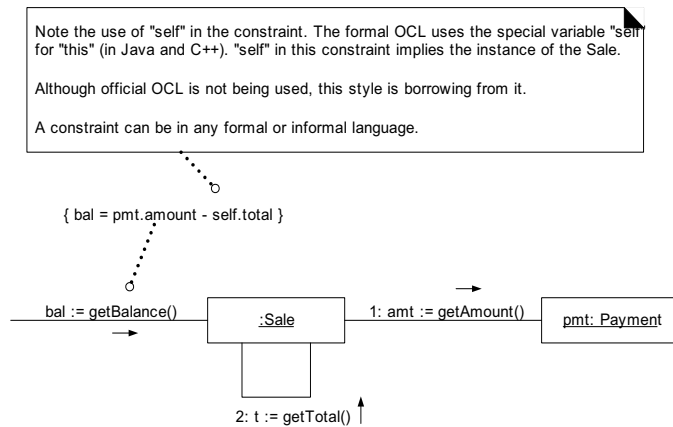 Note the use of "self" in the constraint. The formal OCL uses the special variable "self"
for "this" (in Java and C++). "self" in this constraint implies the instance of the Sale.
Although official OCL is not being used, this style is borrowing from it.
A constraint can be in any formal or informal language.
{ bal = pmt.amount - self.total }
bal := getBalance()
:Sale
1: amt := getAmount()
pmt: Payment
2: t := getTotal()